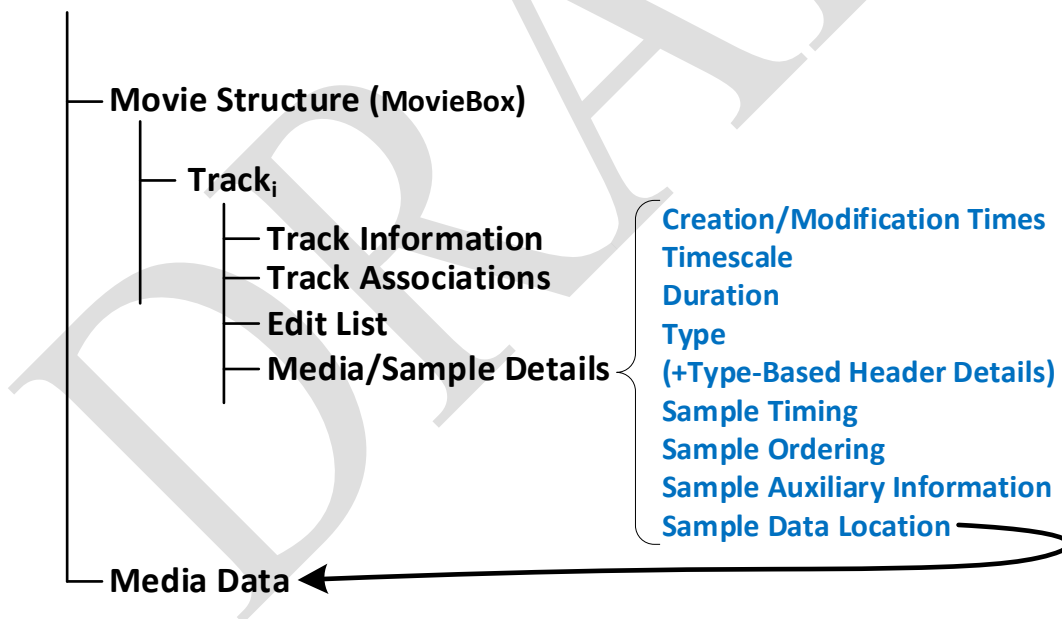 Movie Structure (MovieBox)
Trackᵢ
Track Information
Track Associations
Edit List
Media/Sample Details
Creation/Modification Times
Timescale
Duration
Type
(+Type-Based Header Details)
Sample Timing
Sample Ordering
Sample Auxiliary Information
Sample Data Location
Media Data